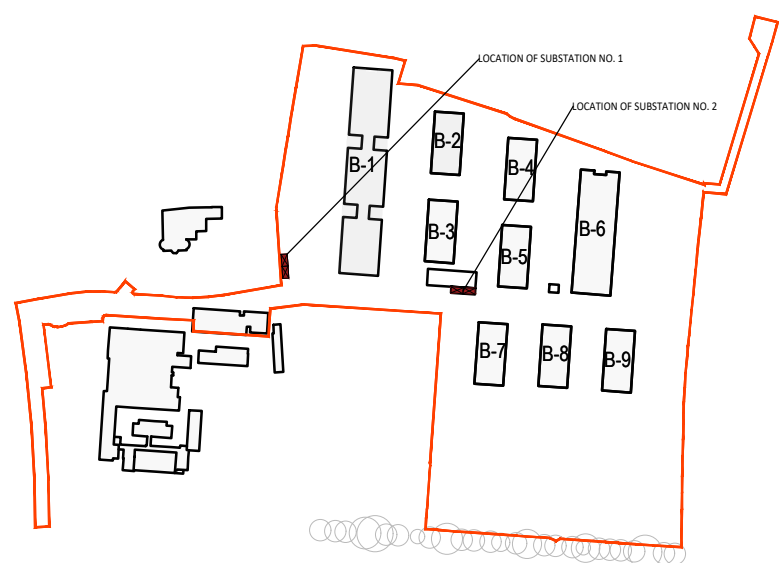 LOCATION OF SUBSTATION NO. 1
LOCATION OF SUBSTATION NO. 2
B-1
B-2
B-4
B-3
B-5
B-6
B-7
B-8
B-9